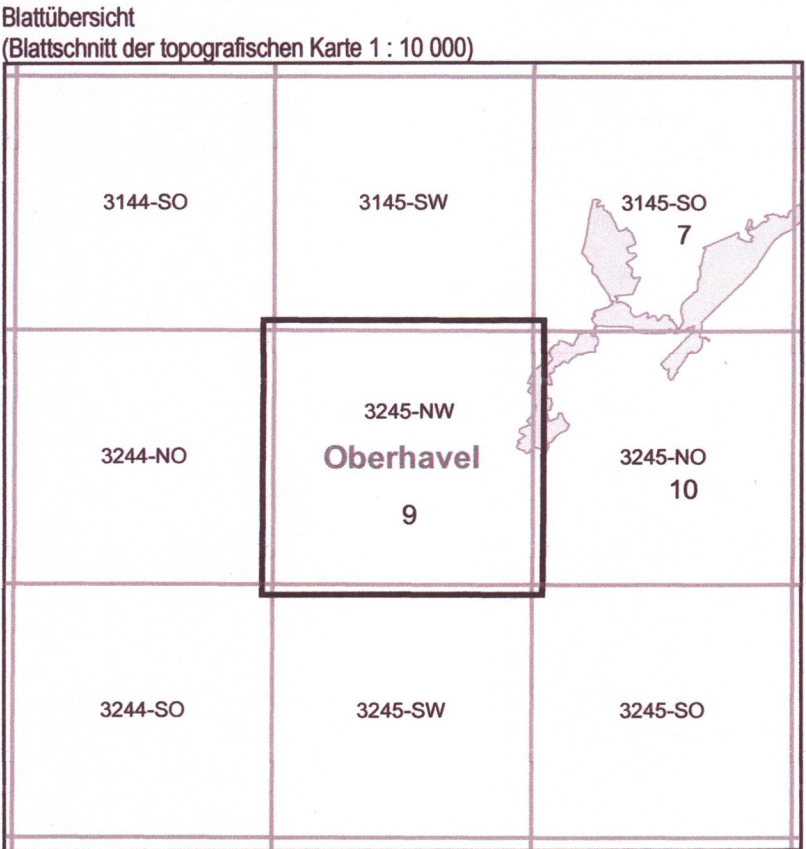 Blattübersicht
(Blattschnitt der topografischen Karte 1 : 10 000)
3144-SO
3145-SW
3145-SO
7
3244-NO
3245-NW
Oberhavel
9
3245-NO
10
3244-SO
3245-SW
3245-SO